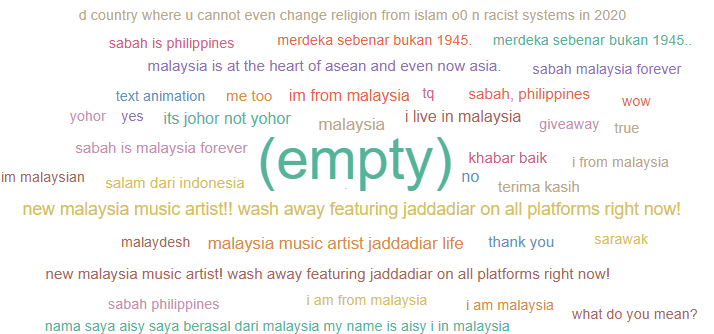 d country where u cannot even change religion from islam o0 n racist systems in 2020
sabah is philippines
merdeka sebenar bukan 1945.
merdeka sebenar bukan 1945..
malaysia is at the heart of asean and even now asia.
sabah malaysia forever
text animation
me too
im from malaysia
tq
sabah, philippines
wow
yohor
yes
its johor not yohor
malaysia
i live in malaysia
giveaway
true
sabah is malaysia forever
(empty)
khabar baik
i from malaysia
im malaysian
salam dari indonesia
no
terima kasih
new malaysia music artist!! wash away featuring jaddadiar on all platforms right now!
malaydesh
malaysia music artist jaddadiar life
thank you
sarawak
new malaysia music artist! wash away featuring jaddadiar on all platforms right now!
sabah philippines
i am from malaysia
i am malaysia
what do you mean?
nama saya aisy saya berasal dari malaysia my name is aisy i in malaysia